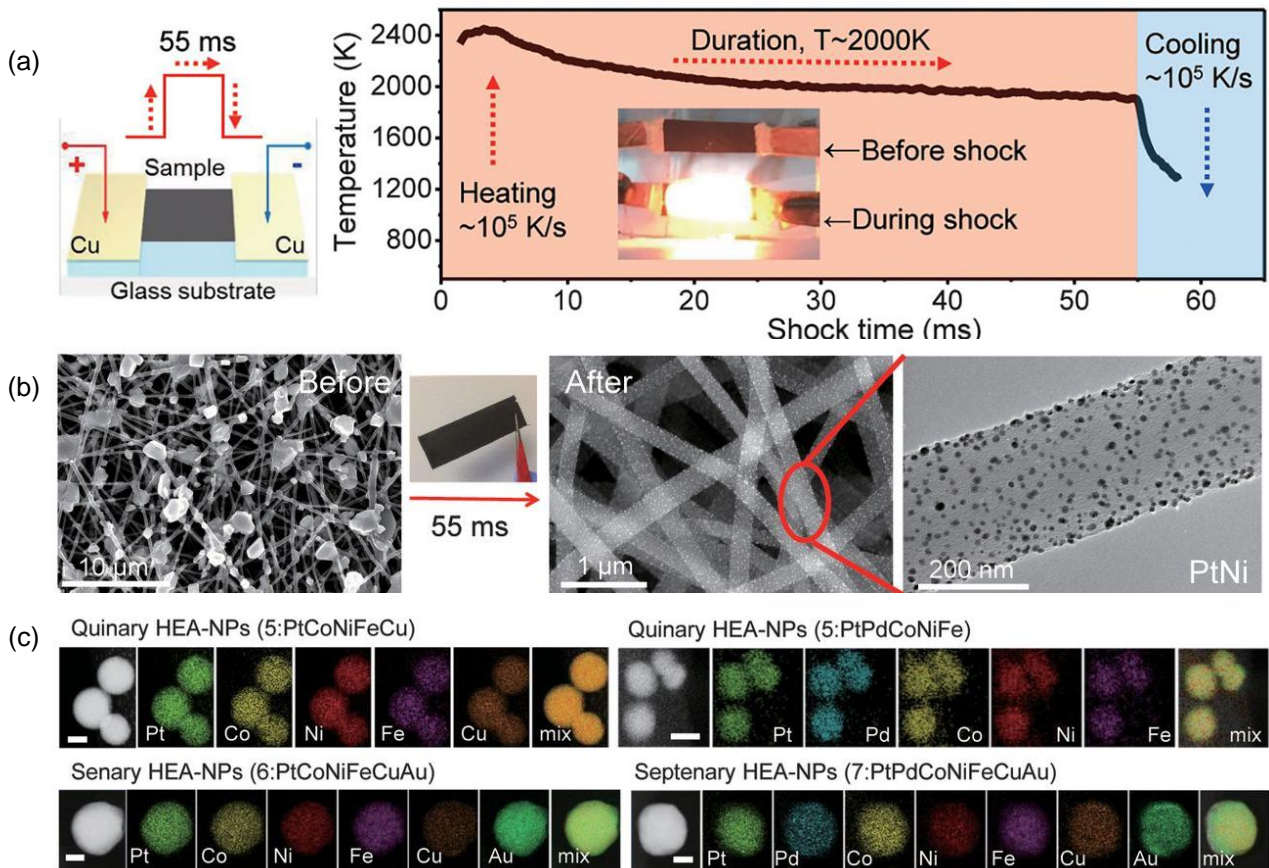 (a)
55 ms
Sample
+
-
Cu
Cu
Glass substrate
Temperature (K)
2400
2000
1600
1200
800
Duration, T~2000K
Cooling
~10⁵ K/s
Heating
~10⁵ K/s
←Before shock
←During shock
0
10
20
30
40
50
60
Shock time (ms)
(b)
Before
10 μm
55 ms
After
1 μm
200 nm
PtNi
(c)
Quinary HEA-NPs (5:PtCoNiFeCu)
Pt
Co
Ni
Fe
Cu
mix
Quinary HEA-NPs (5:PtPdCoNiFe)
Pt
Pd
Co
Ni
Fe
mix
Senary HEA-NPs (6:PtCoNiFeCuAu)
Pt
Co
Ni
Fe
Cu
Au
mix
Septenary HEA-NPs (7:PtPdCoNiFeCuAu)
Pt
Pd
Co
Ni
Fe
Cu
Au
mix